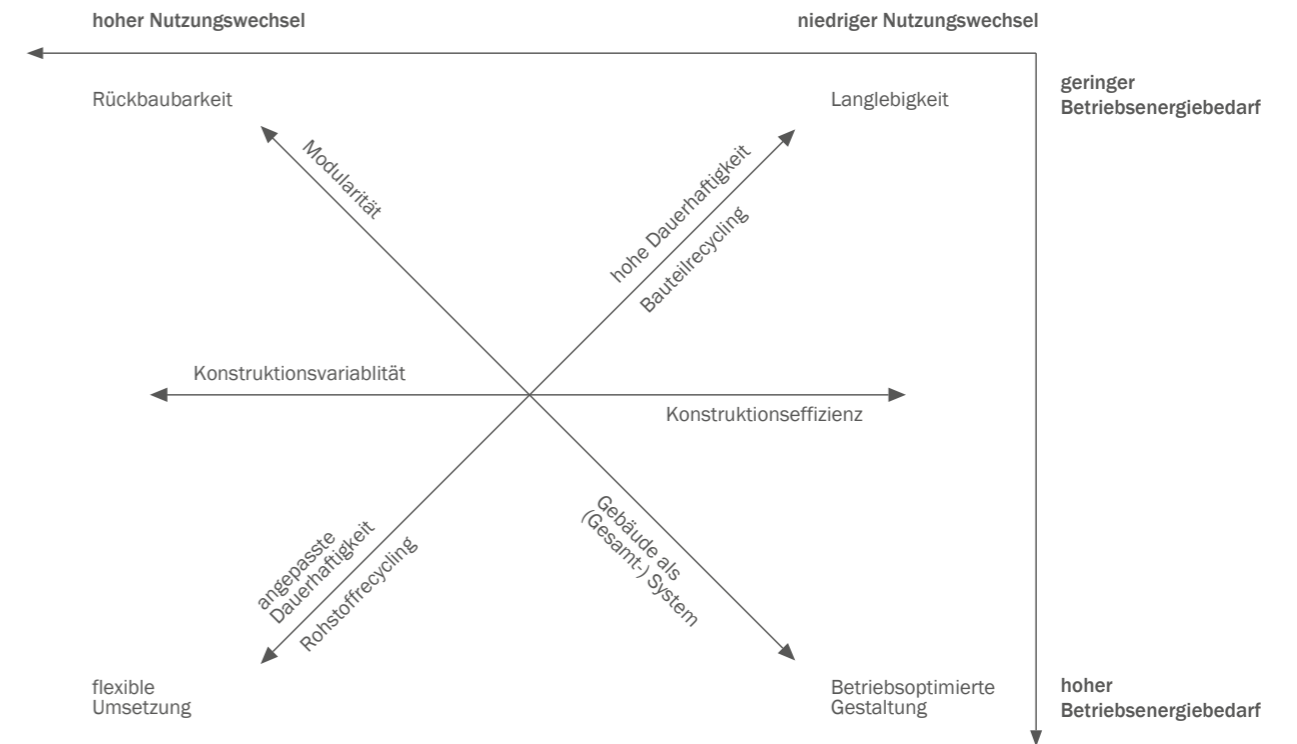 hoher Nutzungswechsel
niedriger Nutzungswechsel
geringer
Betriebsenergiebedarf
Rückbaubarkeit
Langlebigkeit
Modularität
hohe Dauerhaftigkeit
Bauteilrecycling
Konstruktionsvariablität
Konstruktionseffizienz
angepasste
Dauerhaftigkeit
Rohstoffrecycling
Gebäude als
(Gesamt-) System
flexible
Umsetzung
Betriebsoptimierte
Gestaltung
hoher
Betriebsenergiebedarf